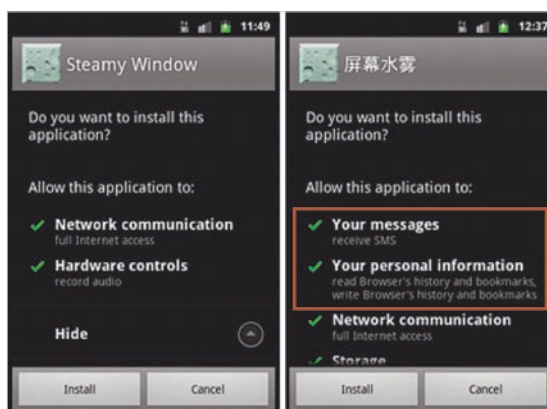 11:49
Steamy Window
Do you want to install this
application?
Allow this application to:
Network communication
full Internet access
Hardware controls
record audio
Hide
Install
Cancel
12:37
屏幕水雾
Do you want to install this
application?
Allow this application to:
Your messages
receive SMS
Your personal information
read Browser's history and bookmarks,
write Browser's history and bookmarks
Network communication
full Internet access
Storage
Install
Cancel